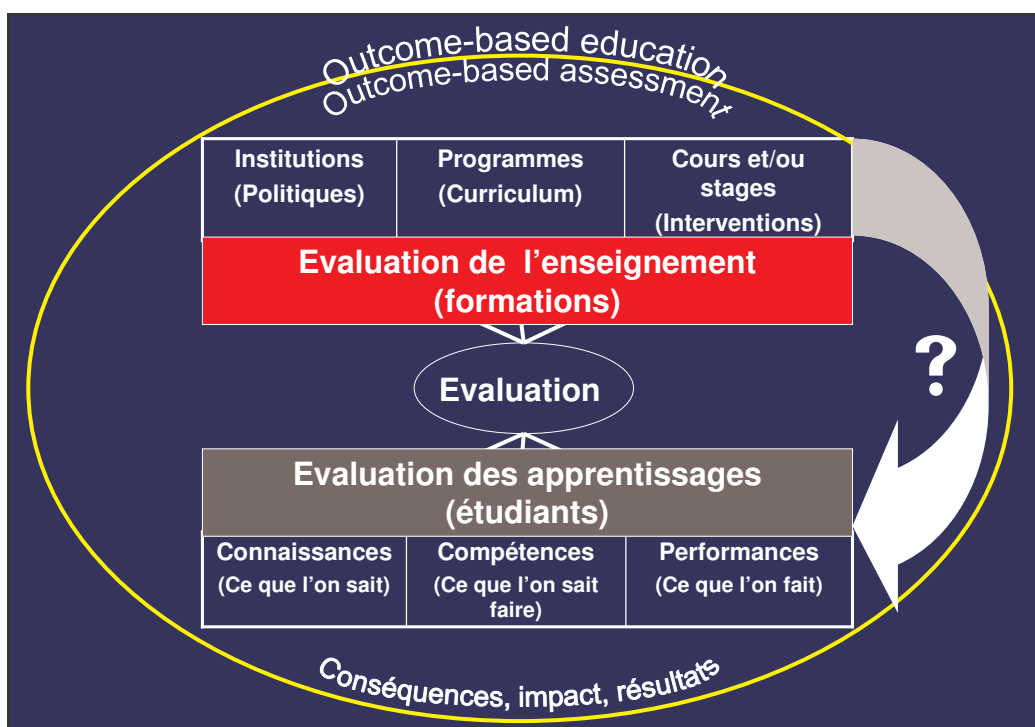 Outcome-based education
Outcome-based assessment
Institutions
(Politiques)
Programmes
(Curriculum)
Cours et/ou
stages
(Interventions)
Evaluation de l’enseignement
(formations)
?
Evaluation
Evaluation des apprentissages
(étudiants)
Connaissances
(Ce que l’on sait)
Compétences
(Ce que l’on sait
faire)
Performances
(Ce que l’on fait)
Conséquences, impact, résultats